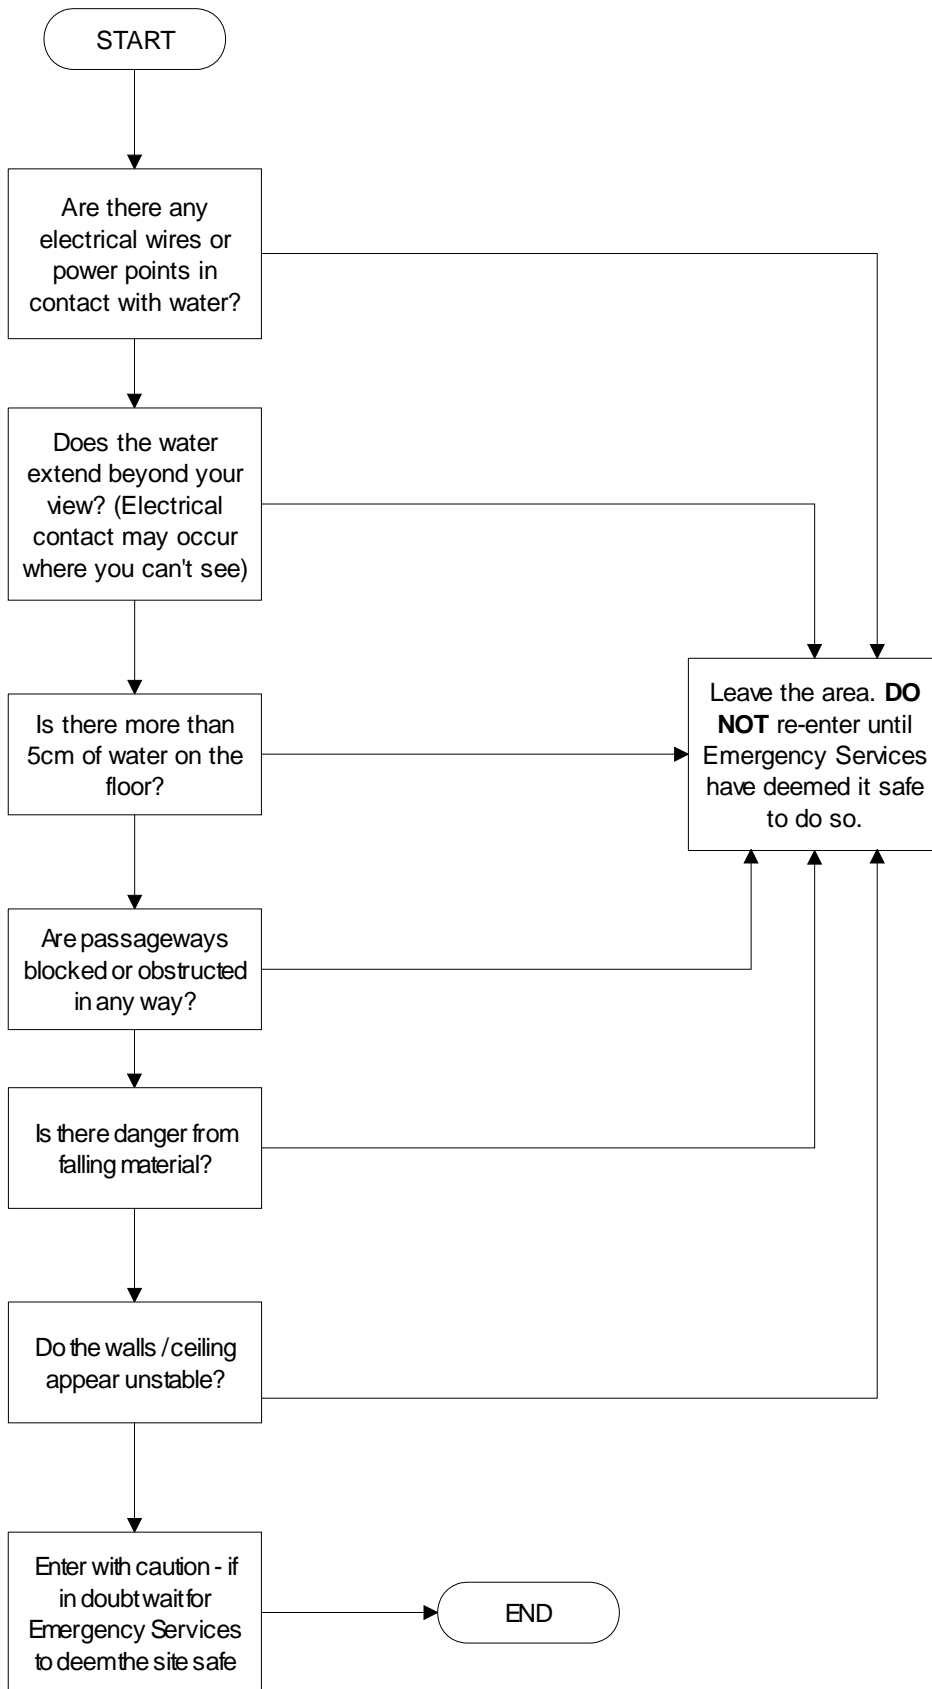 START
Are there any
electrical wires or
power points in
contact with water?
Does the water
extend beyond your
view? (Electrical
contact may occur
where you can't see)
Is there more than
5cm of water on the
floor?
Leave the area. DO
NOT re-enter until
Emergency Services
have deemed it safe
to do so.
Are passageways
blocked or obstructed
in any way?
Is there danger from
falling material?
Do the walls / ceiling
appear unstable?
Enter with caution - if
in doubt wait for
Emergency Services
to deem the site safe
END